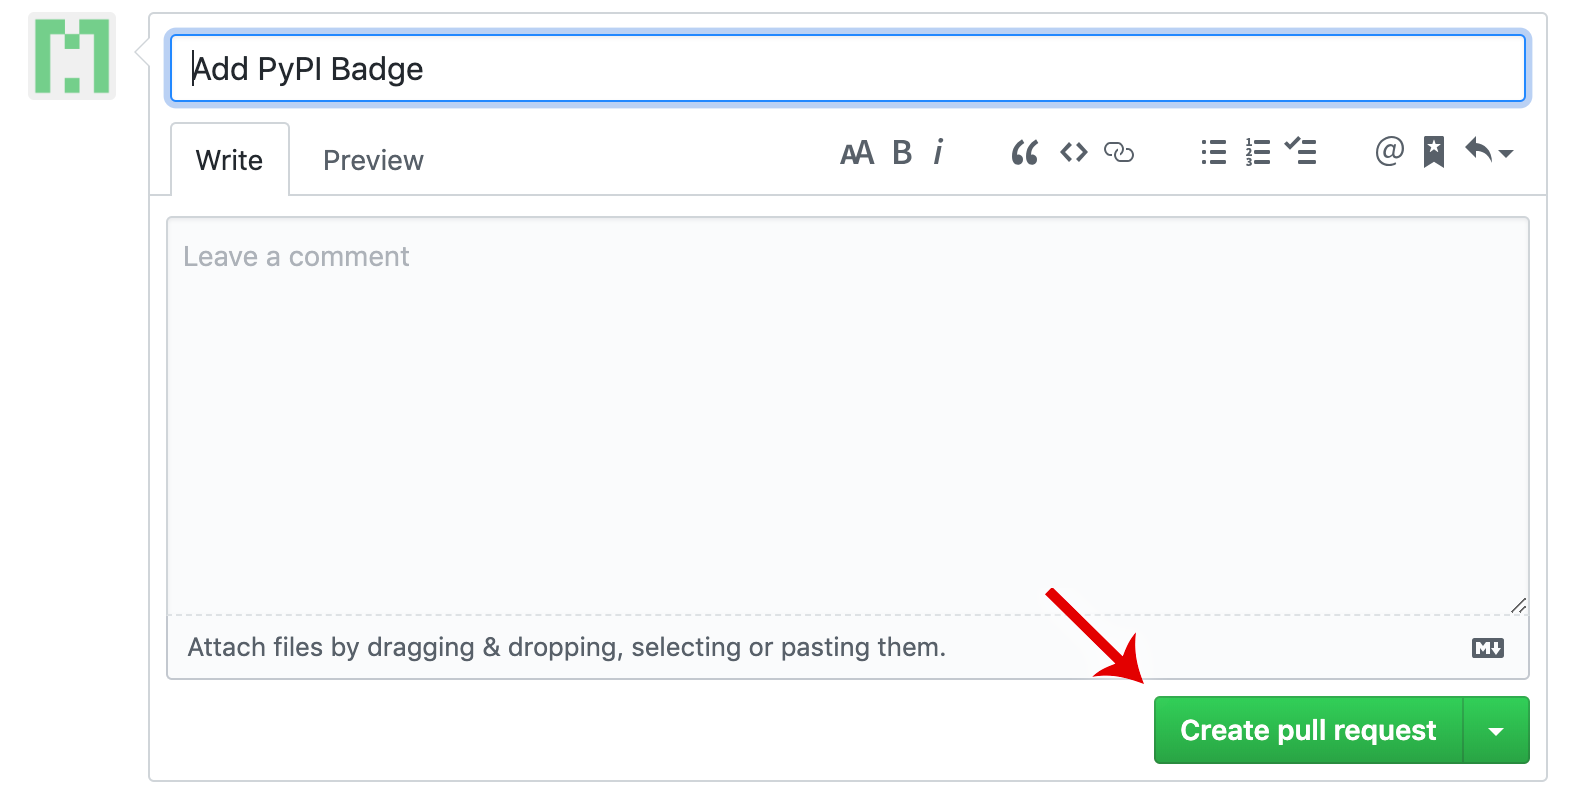 Add PyPI Badge
Write Preview
AA B i @
Leave a comment
Attach files by dragging & dropping, selecting or pasting them.
M
Create pull request